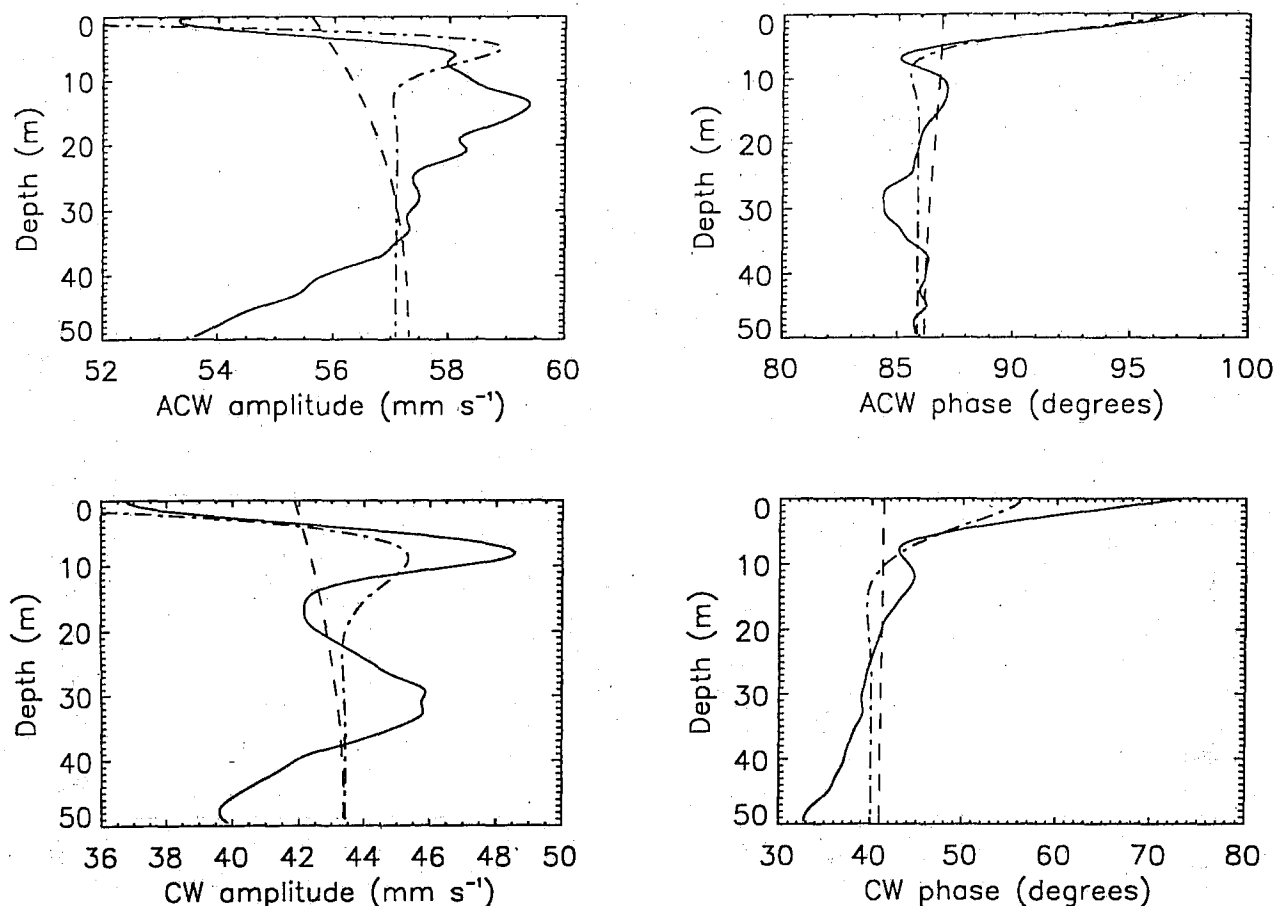 0
10
20
30
40
50
Depth (m)
52 54 56 58 60
ACW amplitude (mm s⁻¹)
0
10
20
30
40
50
Depth (m)
80 85 90 95 100
ACW phase (degrees)
0
10
20
30
40
50
Depth (m)
36 38 40 42 44 46 48 50
CW amplitude (mm s⁻¹)
0
10
20
30
40
50
Depth (m)
30 40 50 60 70 80
CW phase (degrees)